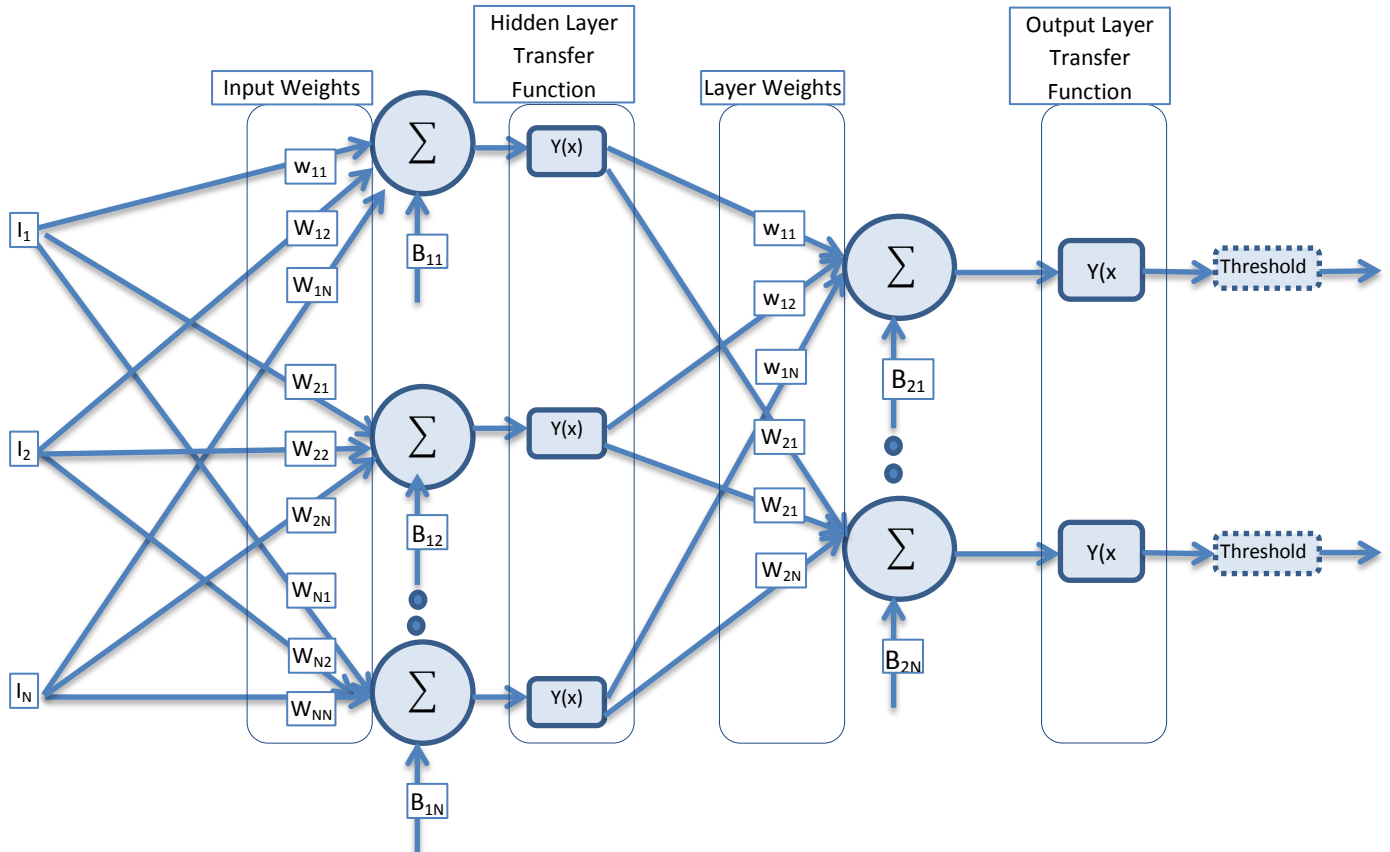 Hidden Layer
Transfer
Function
Output Layer
Transfer
Function
Input Weights
Layer Weights
∑
Y(x)
w₁₁
W₁₂
W₁ₙ
I₁
B₁₁
w₁₁
∑
Y(x
Threshold
w₁₂
w₁ₙ
W₂₁
B₂₁
∑
Y(x)
I₂
W₂₂
W₂₁
W₂ₙ
W₂₁
B₁₂
∑
Y(x
Threshold
W₂ₙ
Wₙ₁
Wₙ₂
B₂ₙ
Iₙ
∑
Y(x)
Wₙₙ
B₁ₙ